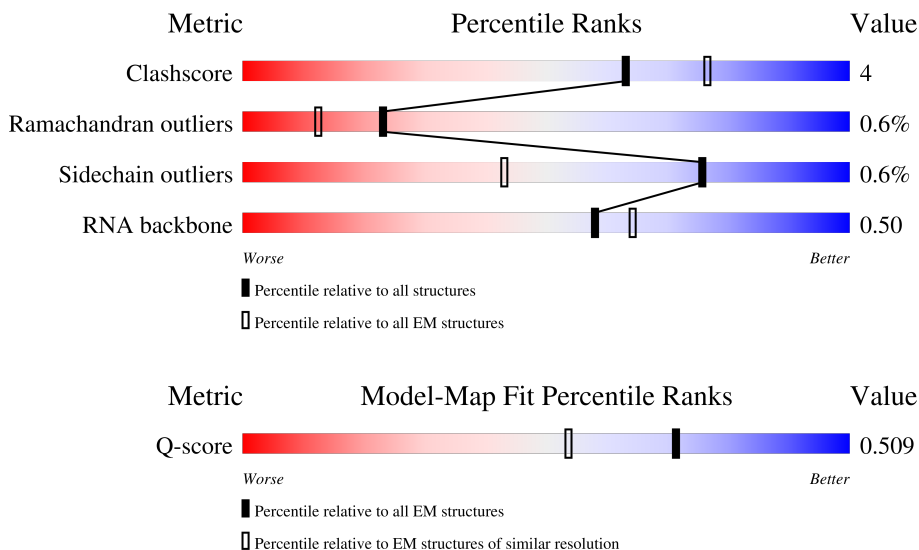 Metric Percentile Ranks Value
Clashscore 4
Ramachandran outliers 0.6%
Sidechain outliers 0.6%
RNA backbone 0.50
Worse Better
Percentile relative to all structures
Percentile relative to all EM structures
Metric Model-Map Fit Percentile Ranks Value
Q-score 0.509
Worse Better
Percentile relative to all EM structures
Percentile relative to EM structures of similar resolution